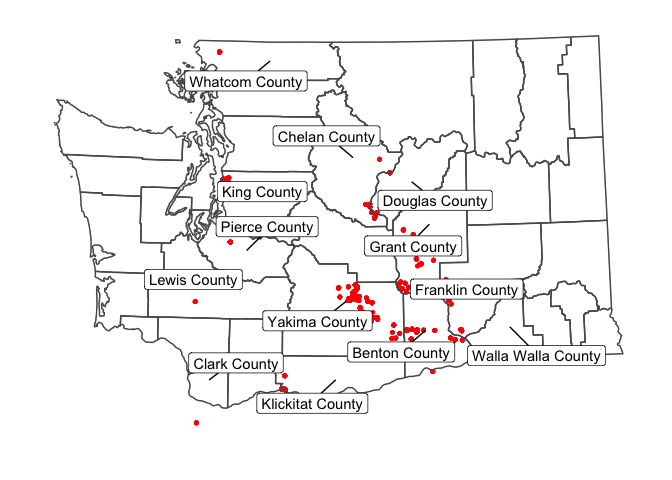 Whatcom County
Chelan County
King County
Douglas County
Pierce County
Grant County
Lewis County
Franklin County
Yakima County
Benton County
Walla Walla County
Clark County
Klickitat County